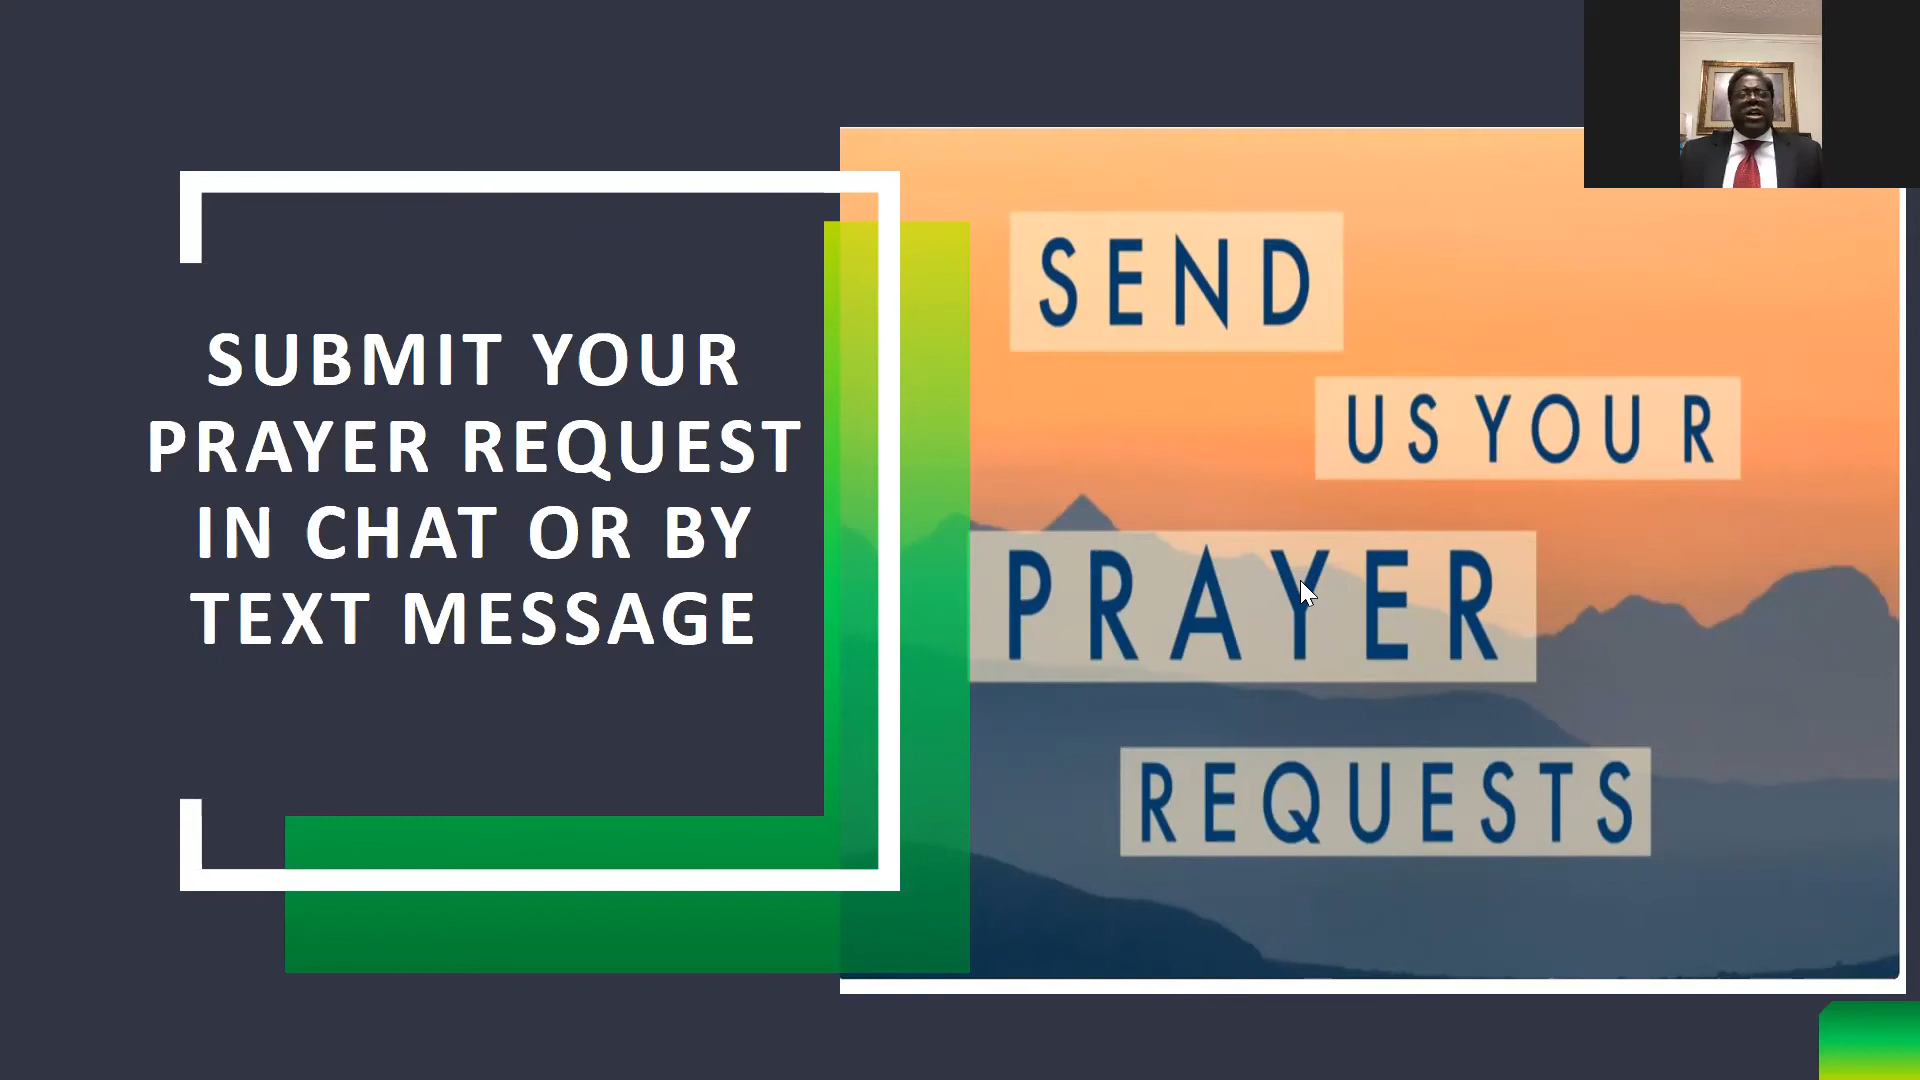 SUBMIT YOUR
PRAYER REQUEST
IN CHAT OR BY
TEXT MESSAGE
SEND
US YOUR
PRAYER
REQUESTS